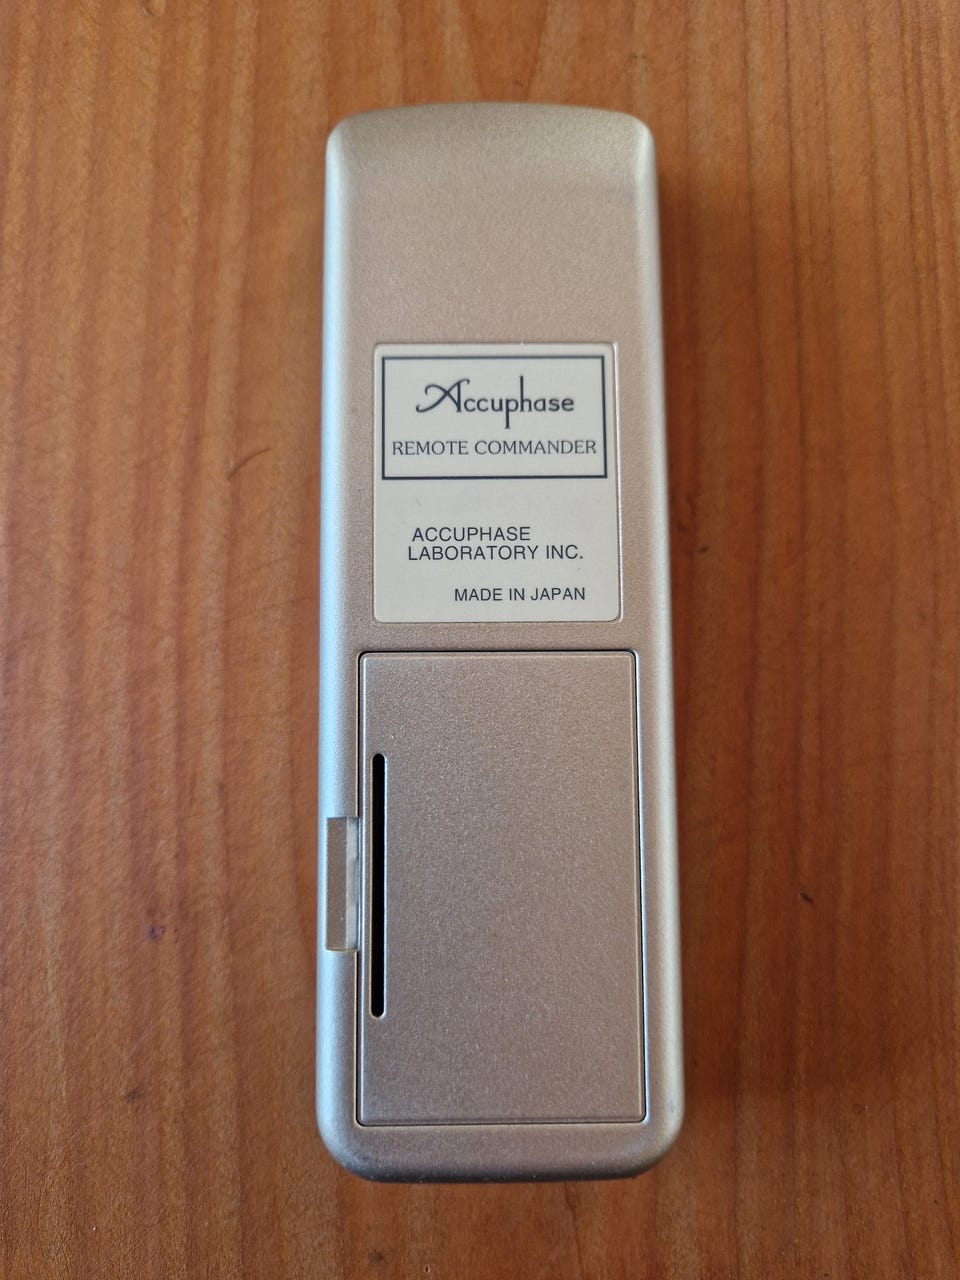 Accuphase
REMOTE COMMANDER
ACCUPHASE
LABORATORY INC.
MADE IN JAPAN